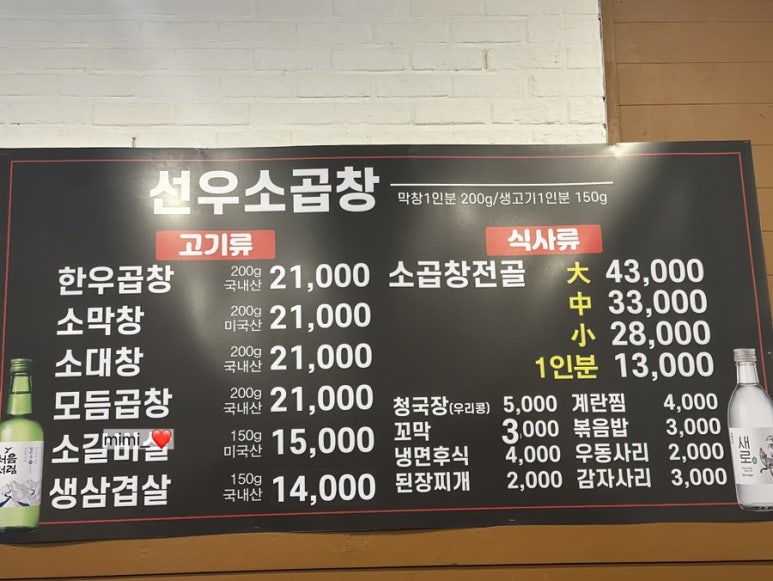 선우소곱창
막창1인분 200g/생고기1인분 150g
고기류
한우곱창 200g 국내산 21,000
소막창 200g 미국산 21,000
소대창 200g 국내산 21,000
모듬곱창 200g 국내산 21,000
소갈비살 150g 미국산 15,000
mimi ❤️
생삼겹살 150g 국내산 14,000
식사류
소곱창전골 大 43,000
中 33,000
小 28,000
1인분 13,000
청국장(우리콩) 5,000
꼬막 3,000
냉면후식 4,000
된장찌개 2,000
계란찜 4,000
볶음밥 3,000
우동사리 2,000
감자사리 3,000
처음처럼
새로